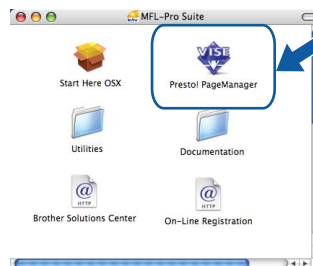 MFL-Pro Suite
VISE
Start Here OSX
Presto! PageManager
Utilities
Documentation
@
HTTP
@
HTTP
Brother Solutions Center
On-Line Registration